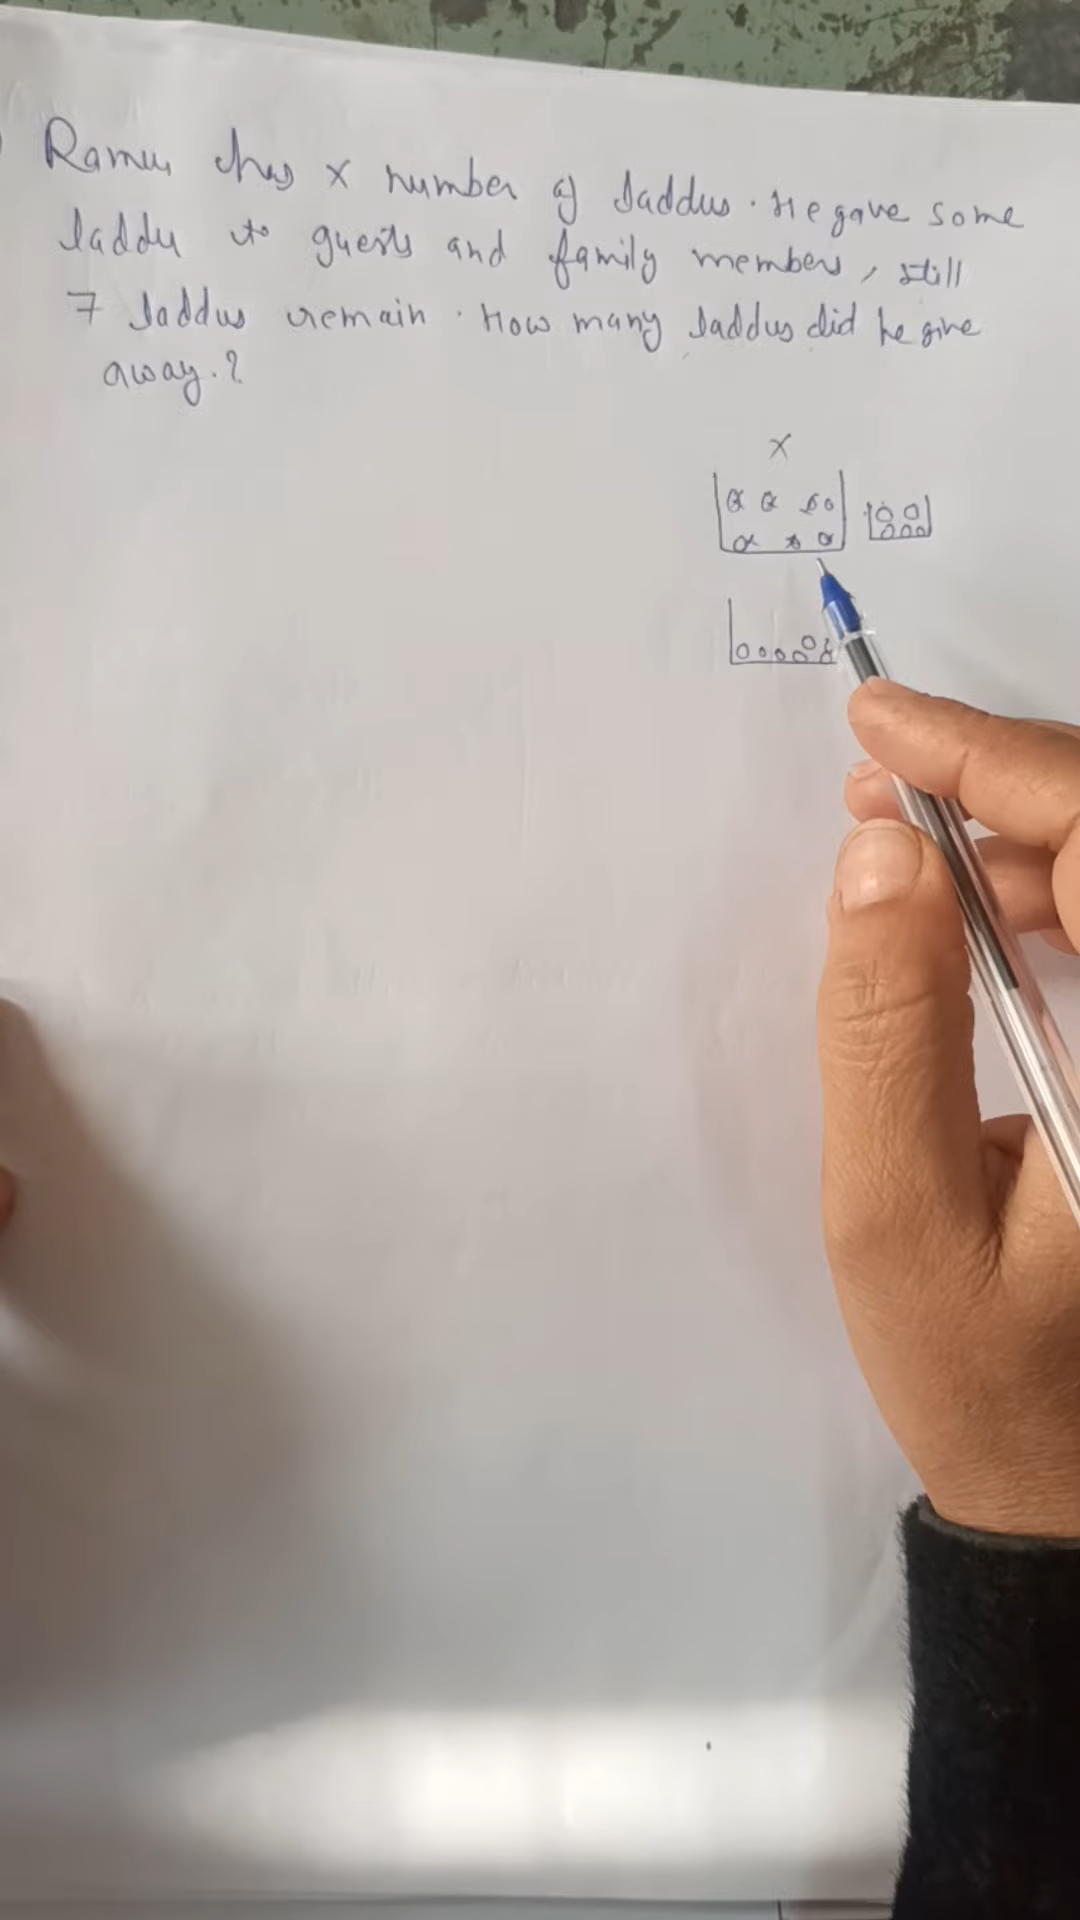 Ramu has x number of laddus. He gave some
laddu to guests and family members, still
7 laddus remain. How many laddus did he give
away.?
x